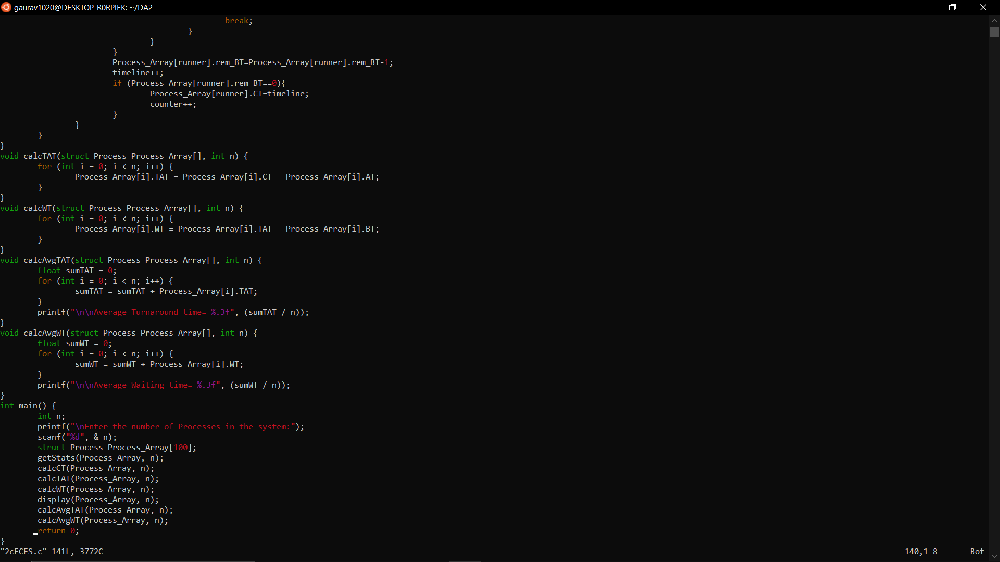 gaurav1020@DESKTOP-R0RPIEK: ~/DA2
                                                break;
                                        }
                                }
                        }
                        Process_Array[runner].rem_BT=Process_Array[runner].rem_BT-1;
                        timeline++;
                        if (Process_Array[runner].rem_BT==0){
                                Process_Array[runner].CT=timeline;
                                counter++;
                        }
                }
        }
}
void calcTAT(struct Process Process_Array[], int n) {
        for (int i = 0; i < n; i++) {
                Process_Array[i].TAT = Process_Array[i].CT - Process_Array[i].AT;
        }
}
void calcWT(struct Process Process_Array[], int n) {
        for (int i = 0; i < n; i++) {
                Process_Array[i].WT = Process_Array[i].TAT - Process_Array[i].BT;
        }
}
void calcAvgTAT(struct Process Process_Array[], int n) {
        float sumTAT = 0;
        for (int i = 0; i < n; i++) {
                sumTAT = sumTAT + Process_Array[i].TAT;
        }
        printf("\n\nAverage Turnaround time= %.3f", (sumTAT / n));
}
void calcAvgWT(struct Process Process_Array[], int n) {
        float sumWT = 0;
        for (int i = 0; i < n; i++) {
                sumWT = sumWT + Process_Array[i].WT;
        }
        printf("\n\nAverage Waiting time= %.3f", (sumWT / n));
}
int main() {
        int n;
        printf("\nEnter the number of Processes in the system:");
        scanf("%d", & n);
        struct Process Process_Array[100];
        getStats(Process_Array, n);
        calcCT(Process_Array, n);
        calcTAT(Process_Array, n);
        calcWT(Process_Array, n);
        display(Process_Array, n);
        calcAvgTAT(Process_Array, n);
        calcAvgWT(Process_Array, n);
        return 0;
}
"2cFCFS.c" 141L, 3772C 140,1-8 Bot